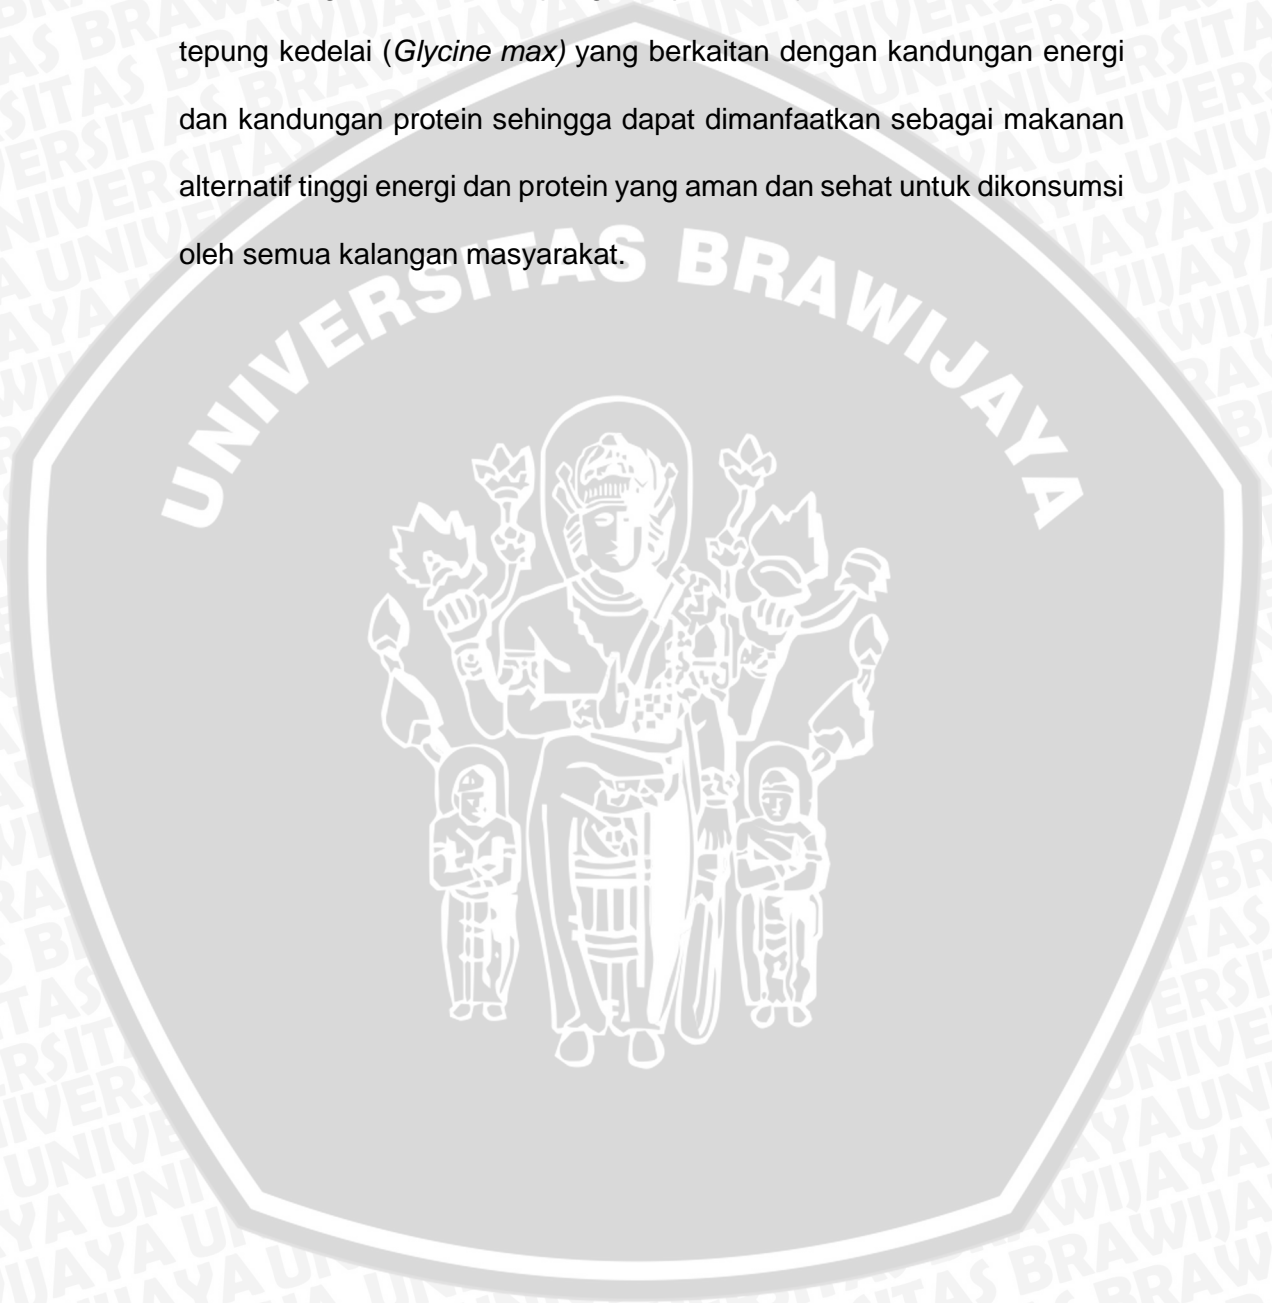 tepung kedelai (Glycine max) yang berkaitan dengan kandungan energi
dan kandungan protein sehingga dapat dimanfaatkan sebagai makanan
alternatif tinggi energi dan protein yang aman dan sehat untuk dikonsumsi
oleh semua kalangan masyarakat.
UNIVERSITAS BRAWIJAYA